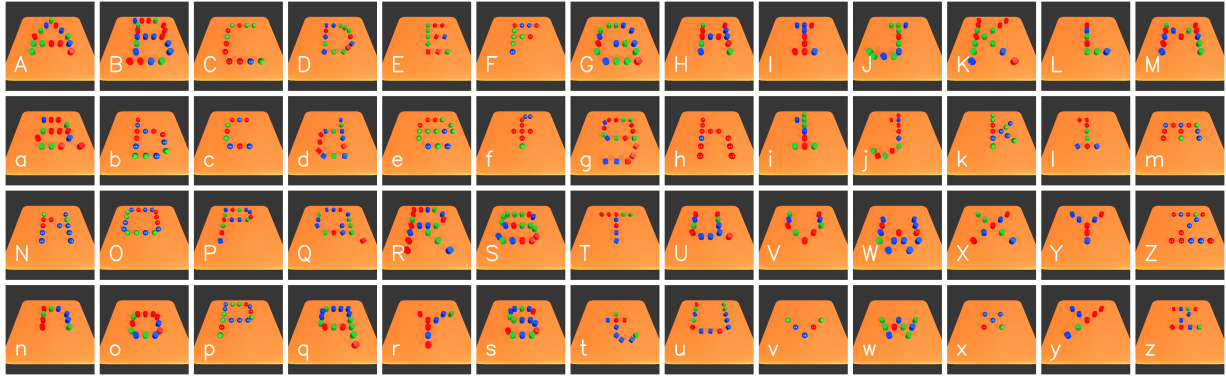 A B C D E F G H I J K L M
a b c d e f g h i j k l m
N O P Q R S T U V W X Y Z
n o p q r s t u v w x y z